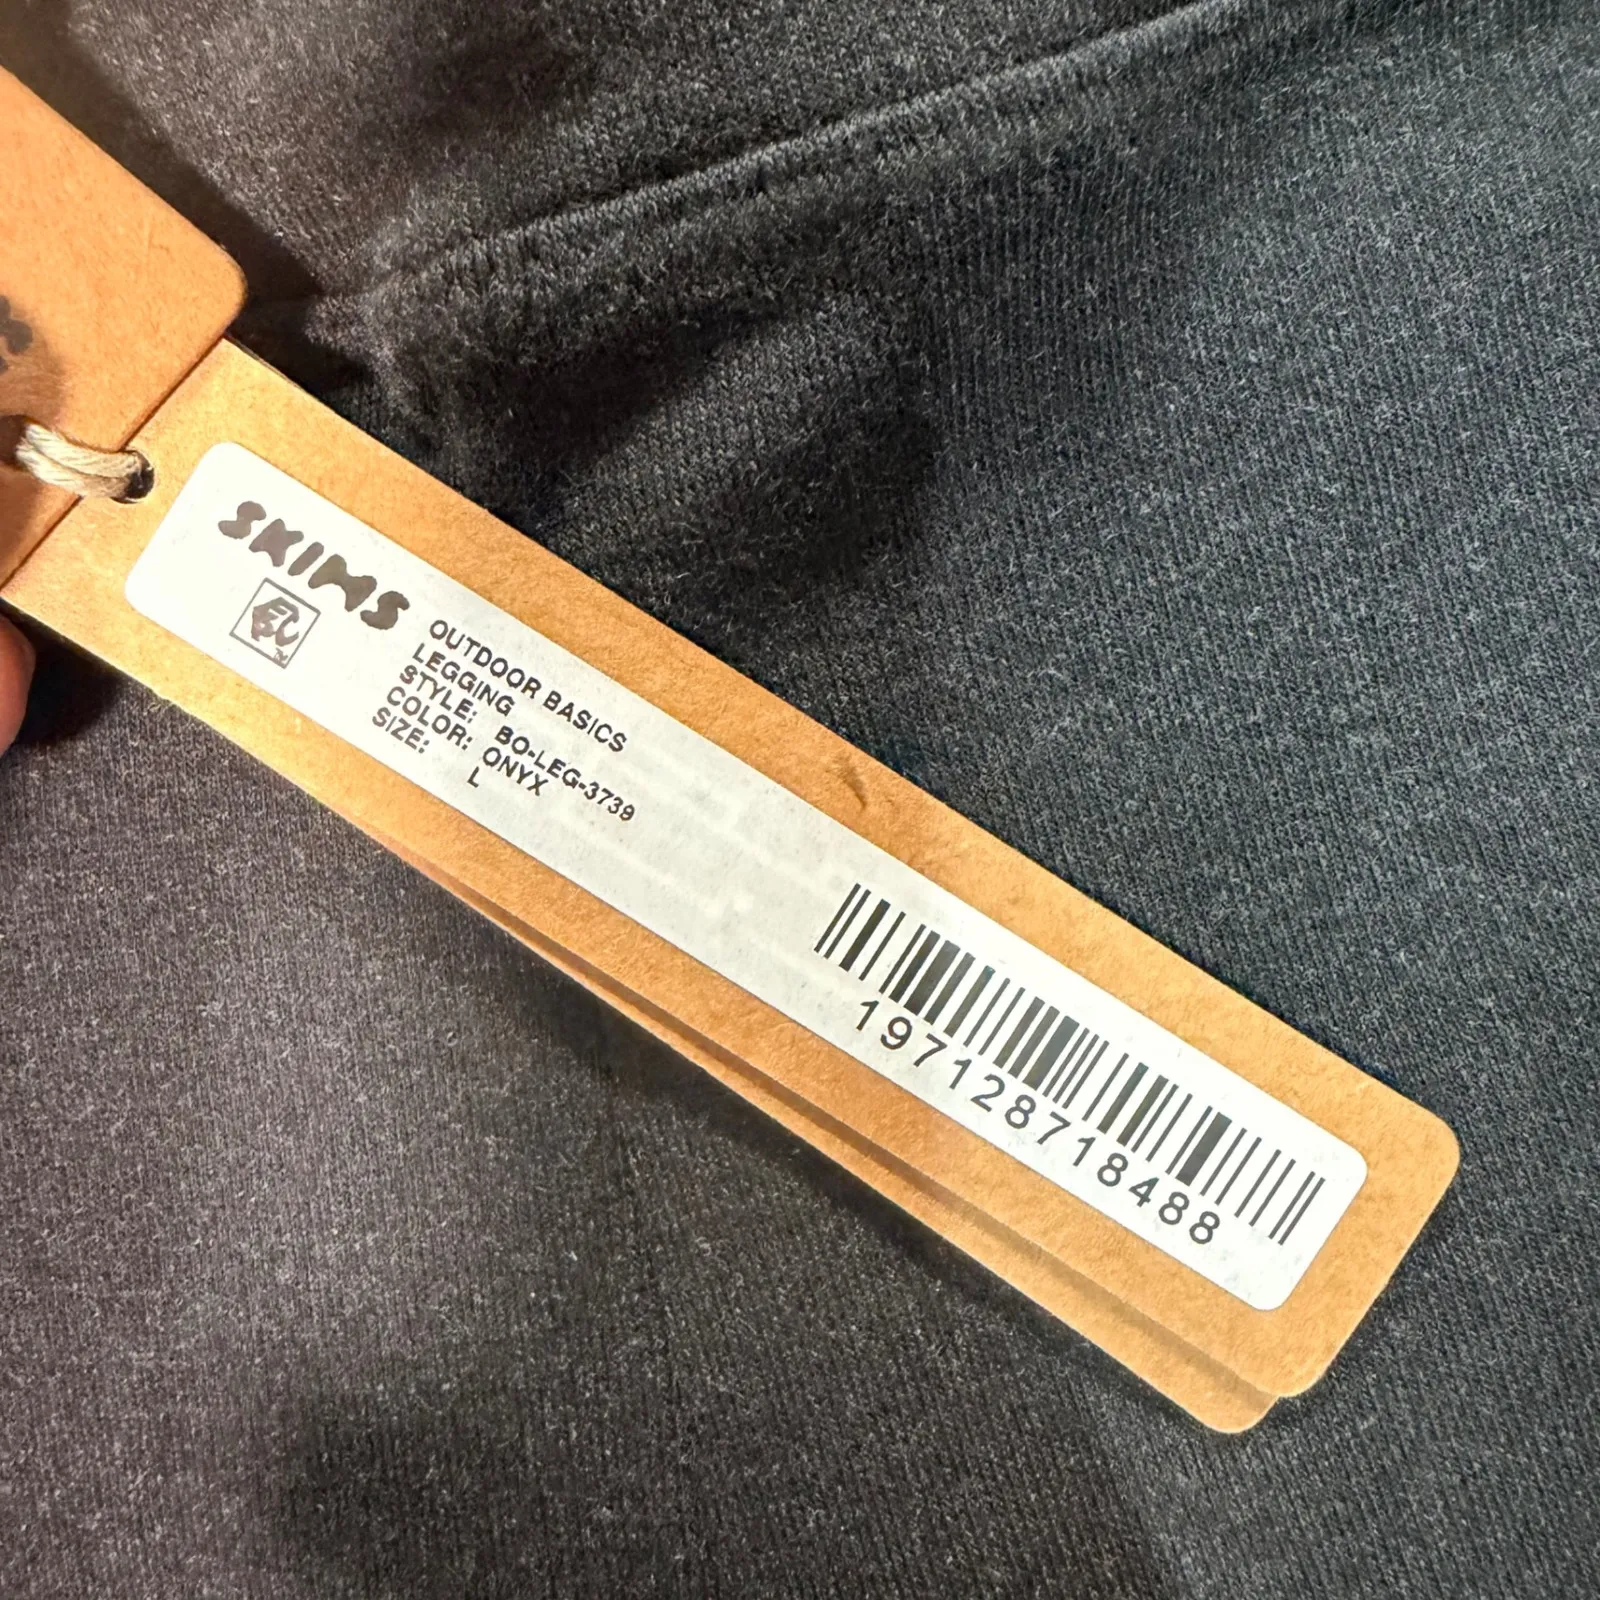 SKIMS
OUTDOOR BASICS
LEGGING
STYLE: BO-LEG-3739
COLOR: ONYX
SIZE: L
197128718488